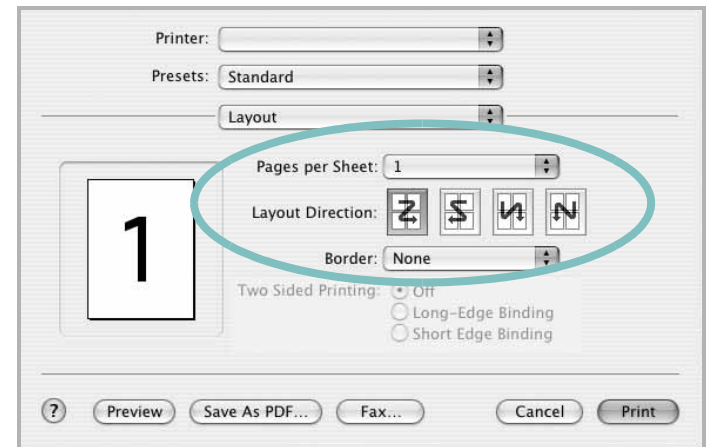 Printer:
Presets: Standard
Layout
Pages per Sheet: 1
Layout Direction:
1
Border: None
Two Sided Printing: Off
Long-Edge Binding
Short Edge Binding
? Preview Save As PDF... Fax... Cancel Print